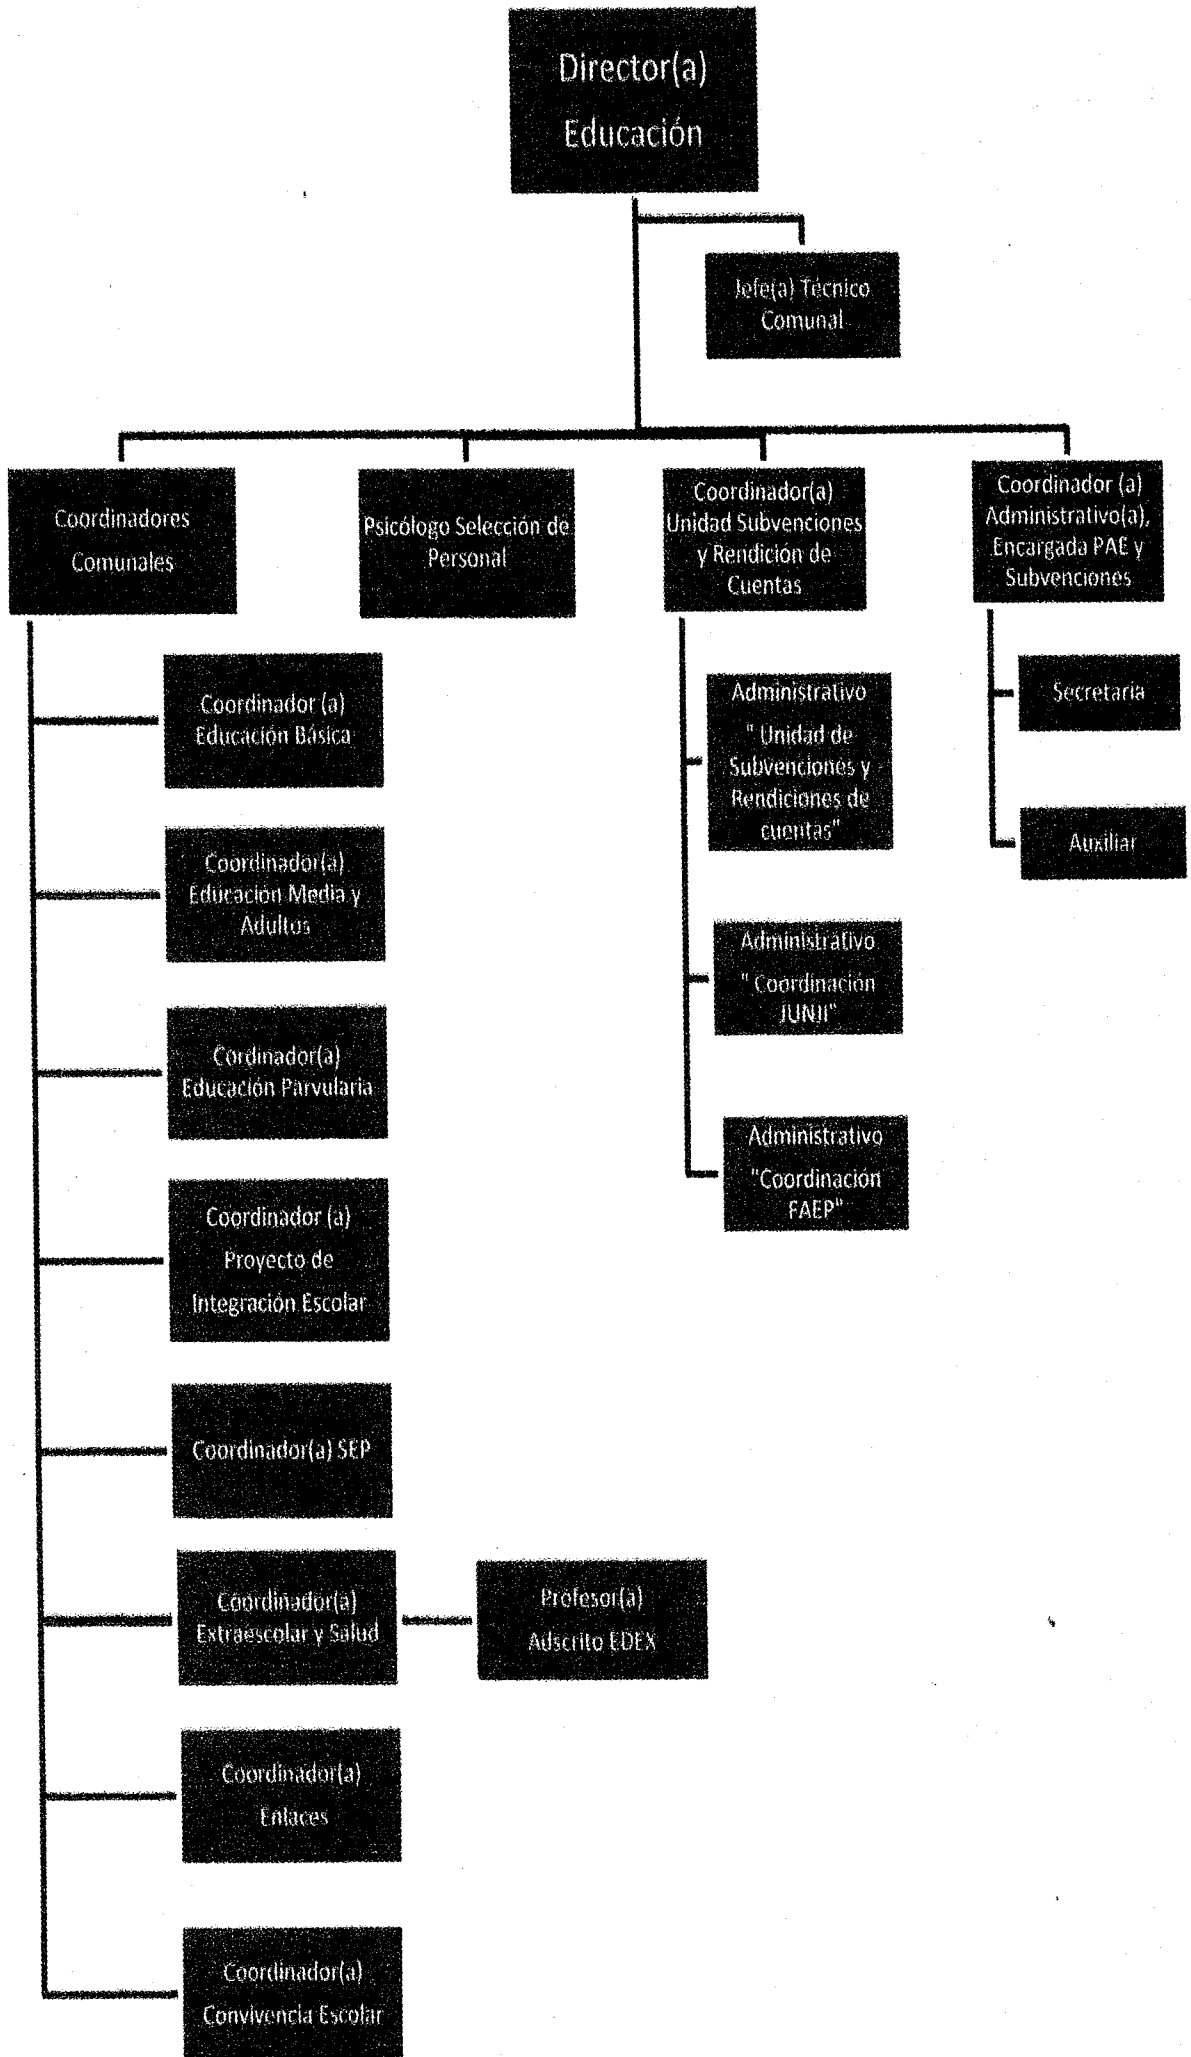 Director(a)
Educación
Jefe(a) Técnico
Comunal
Coordinadores
Comunales
Psicólogo Selección de
Personal
Coordinador(a)
Unidad Subvenciones
y Rendición de
Cuentas
Coordinador (a)
Administrativo(a),
Encargada PAE y
Subvenciones
Coordinador (a)
Educación Básica
Coordinador(a)
Educación Media y
Adultos
Cordinador(a)
Educación Parvularia
Coordinador (a)
Proyecto de
Integración Escolar
Coordinador(a) SEP
Coordinador(a)
Extraescolar y Salud
Profesor(a)
Adscrito EDEX
Coordinador(a)
Enlaces
Coordinador(a)
Convivencia Escolar
Administrativo
" Unidad de
Subvenciones y
Rendiciones de
cuentas"
Administrativo
" Coordinación
JUNJI"
Administrativo
"Coordinación
FAEP"
Secretaria
Auxiliar